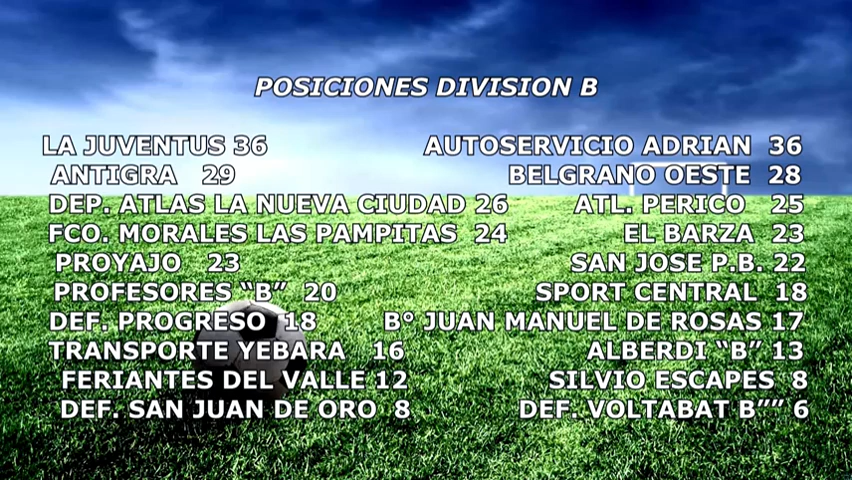 POSICIONES DIVISION B
LA JUVENTUS 36 AUTOSERVICIO ADRIAN 36
ANTIGRA 29 BELGRANO OESTE 28
DEP. ATLAS LA NUEVA CIUDAD 26 ATL. PERICO 25
FCO. MORALES LAS PAMPITAS 24 EL BARZA 23
PROYAJO 23 SAN JOSE P.B. 22
PROFESORES “B” 20 SPORT CENTRAL 18
DEF. PROGRESO 18 B° JUAN MANUEL DE ROSAS 17
TRANSPORTE YEBARA 16 ALBERDI “B” 13
FERIANTES DEL VALLE 12 SILVIO ESCAPES 8
DEF. SAN JUAN DE ORO 8 DEF. VOLTABAT B”” 6